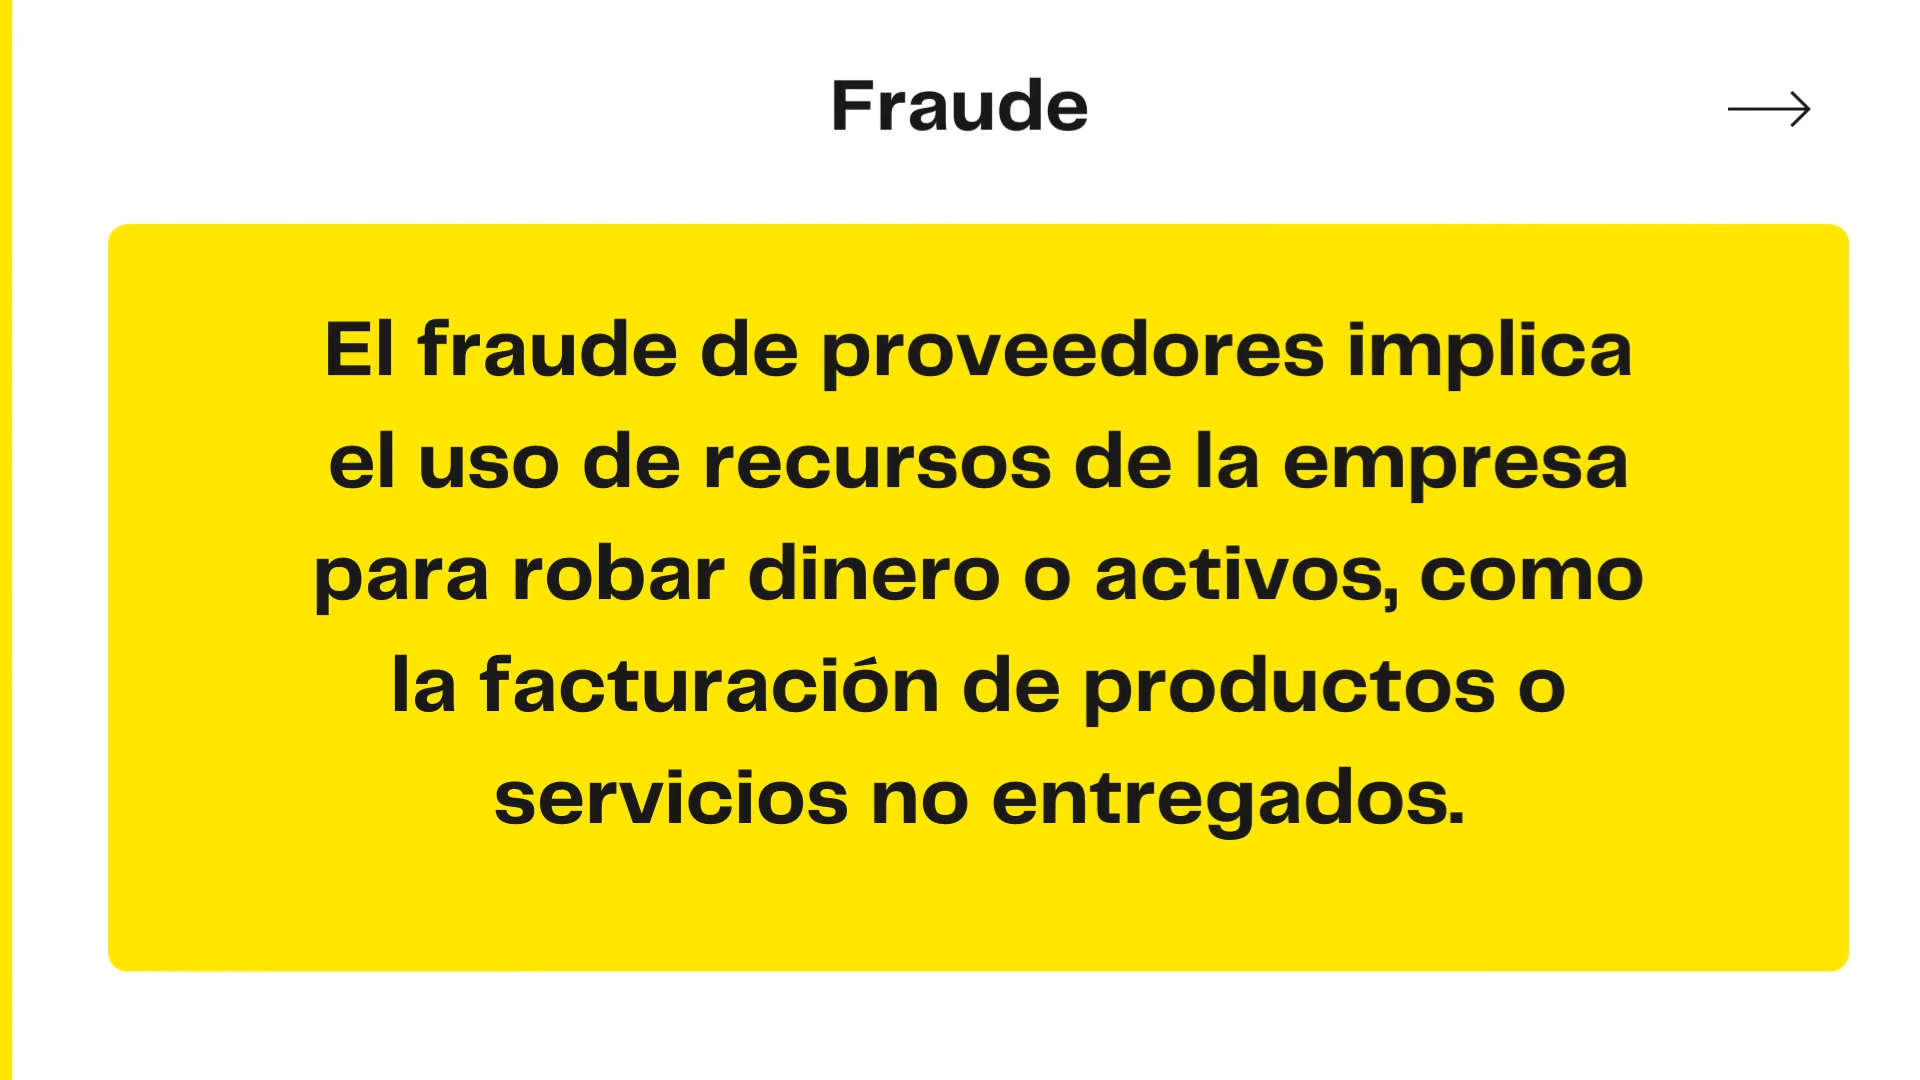 Fraude
El fraude de proveedores implica
el uso de recursos de la empresa
para robar dinero o activos, como
la facturación de productos o
servicios no entregados.